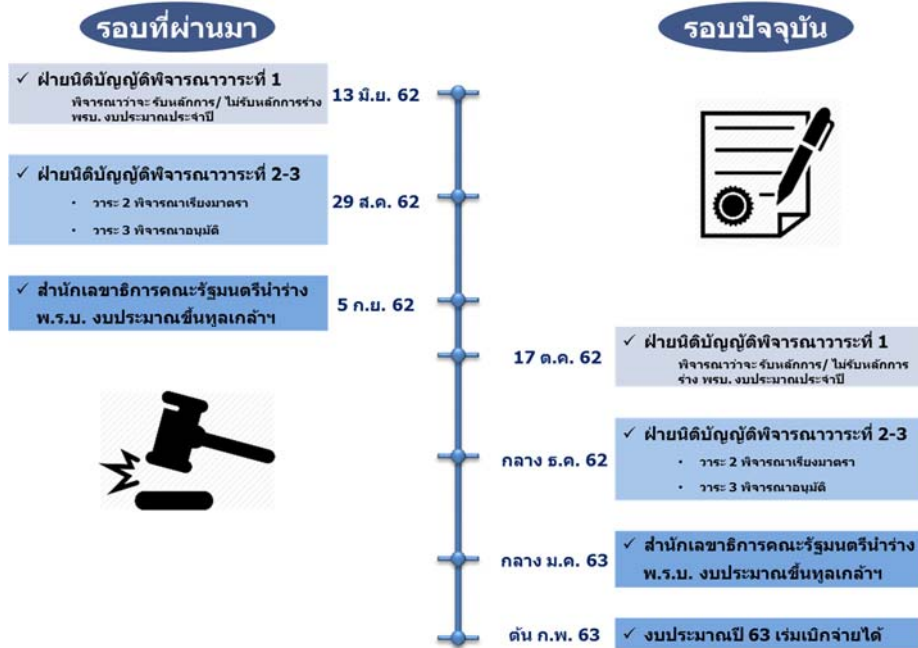 รอบที่ผ่านมา
✓ ฝ่ายนิติบัญญัติพิจารณาวาระที่ 1
พิจารณาว่าจะ รับหลักการ/ ไม่รับหลักการร่าง
พรบ. งบประมาณประจำปี
13 มิ.ย. 62
✓ ฝ่ายนิติบัญญัติพิจารณาวาระที่ 2-3
• วาระ 2 พิจารณาเรียงมาตรา
• วาระ 3 พิจารณาอนุมัติ
29 ส.ค. 62
✓ สำนักเลขาธิการคณะรัฐมนตรีนำร่าง
พ.ร.บ. งบประมาณขึ้นทูลเกล้าฯ
5 ก.ย. 62
รอบปัจจุบัน
17 ต.ค. 62
✓ ฝ่ายนิติบัญญัติพิจารณาวาระที่ 1
พิจารณาว่าจะ รับหลักการ/ ไม่รับหลักการ
ร่าง พรบ. งบประมาณประจำปี
กลาง ธ.ค. 62
✓ ฝ่ายนิติบัญญัติพิจารณาวาระที่ 2-3
• วาระ 2 พิจารณาเรียงมาตรา
• วาระ 3 พิจารณาอนุมัติ
กลาง ม.ค. 63
✓ สำนักเลขาธิการคณะรัฐมนตรีนำร่าง
พ.ร.บ. งบประมาณขึ้นทูลเกล้าฯ
ต้น ก.พ. 63
✓ งบประมาณปี 63 เร่มเบิกจ่ายได้